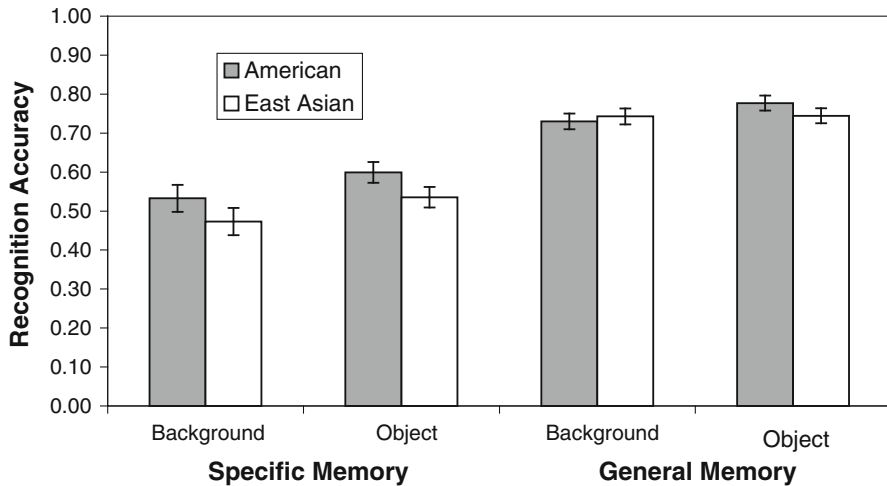 Recognition Accuracy
1.00
0.90
0.80
0.70
0.60
0.50
0.40
0.30
0.20
0.10
0.00
American
East Asian
Background Object Background Object
Specific Memory General Memory